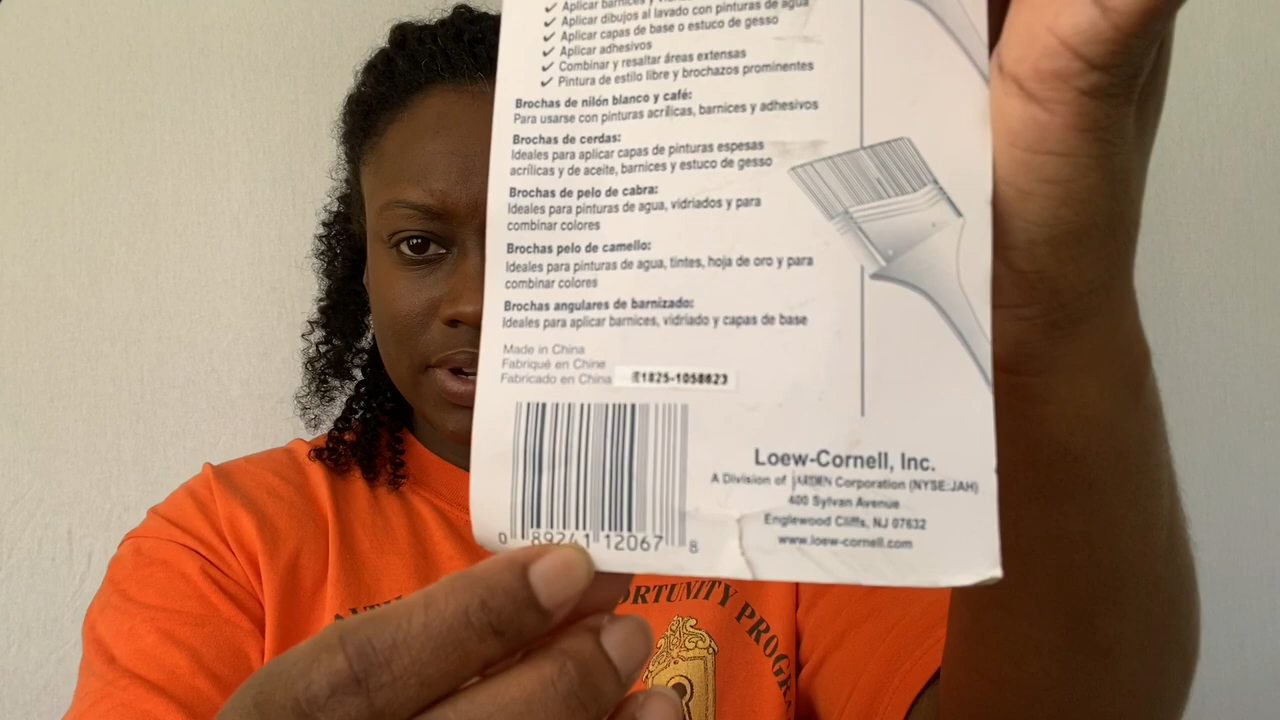 ✓ Aplicar barnices y
✓ Aplicar dibujos al lavado con pinturas de agua
✓ Aplicar capas de base o estuco de gesso
✓ Aplicar adhesivos
✓ Combinar y resaltar áreas extensas
✓ Pintura de estilo libre y brochazos prominentes
Brochas de nilón blanco y café:
Para usarse con pinturas acrílicas, barnices y adhesivos
Brochas de cerdas:
Ideales para aplicar capas de pinturas espesas
acrílicas y de aceite, barnices y estuco de gesso
Brochas de pelo de cabra:
Ideales para pinturas de agua, vidriados y para
combinar colores
Brochas pelo de camello:
Ideales para pinturas de agua, tintes, hoja de oro y para
combinar colores
Brochas angulares de barnizado:
Ideales para aplicar barnices, vidriado y capas de base
Made in China
Fabriqué en Chine
Fabricado en China E1825-1058623
0 89241 12067 8
Loew-Cornell, Inc.
A Division of JARDEN Corporation (NYSE:JAH)
400 Sylvan Avenue
Englewood Cliffs, NJ 07632
www.loew-cornell.com
ORTUNITY PROGR